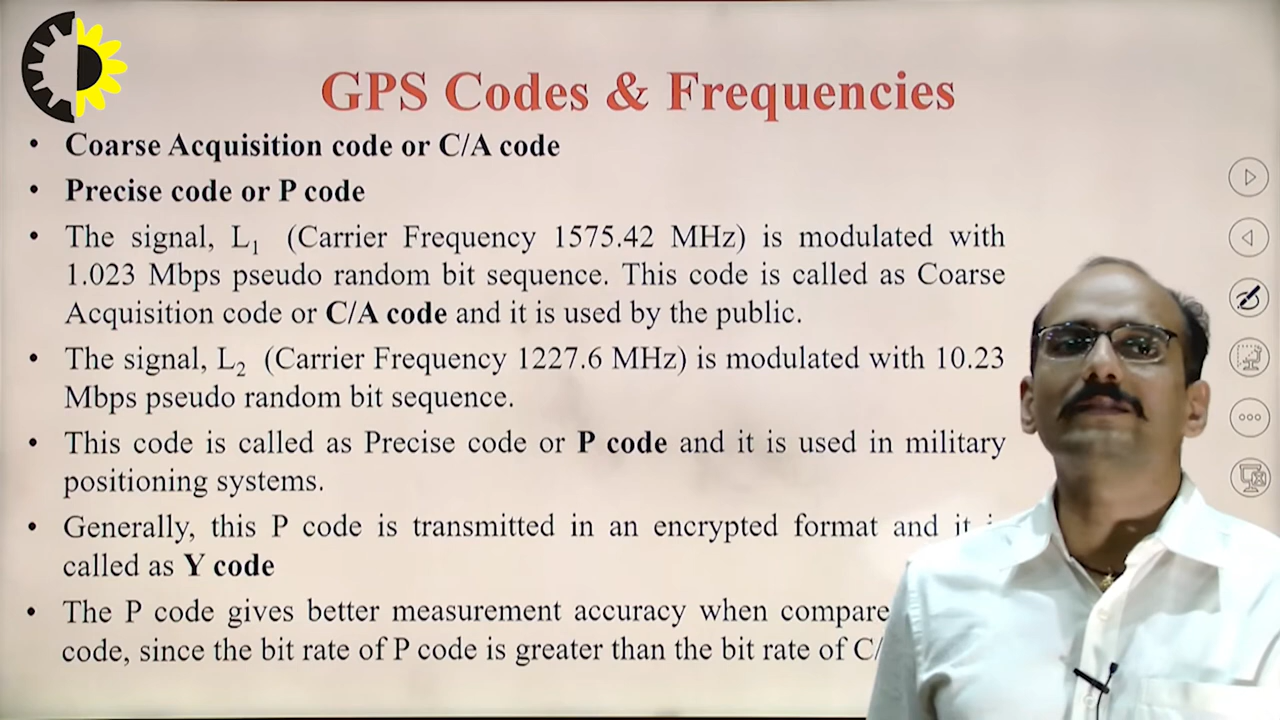 GPS Codes & Frequencies
• Coarse Acquisition code or C/A code
• Precise code or P code
• The signal, L₁ (Carrier Frequency 1575.42 MHz) is modulated with
1.023 Mbps pseudo random bit sequence. This code is called as Coarse
Acquisition code or C/A code and it is used by the public.
• The signal, L₂ (Carrier Frequency 1227.6 MHz) is modulated with 10.23
Mbps pseudo random bit sequence.
• This code is called as Precise code or P code and it is used in military
positioning systems.
• Generally, this P code is transmitted in an encrypted format and it
called as Y code
• The P code gives better measurement accuracy when compare
code, since the bit rate of P code is greater than the bit rate of C/